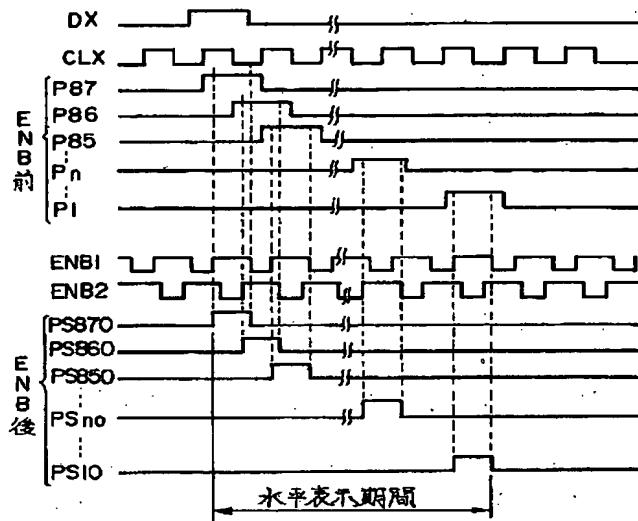 DX
CLX
ENB前
P87
P86
P85
Pn
P1
ENB1
ENB2
ENB後
PS870
PS860
PS850
PSno
PS10
水平表示期間